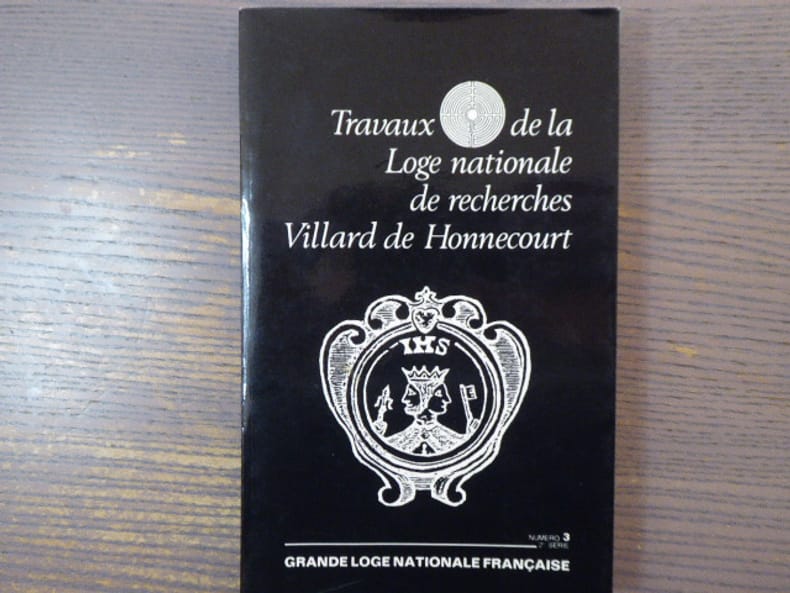 Travaux de la
Loge nationale
de recherches
Villard de Honnecourt
IHS
NUMERO 3
2e SERIE
GRANDE LOGE NATIONALE FRANÇAISE